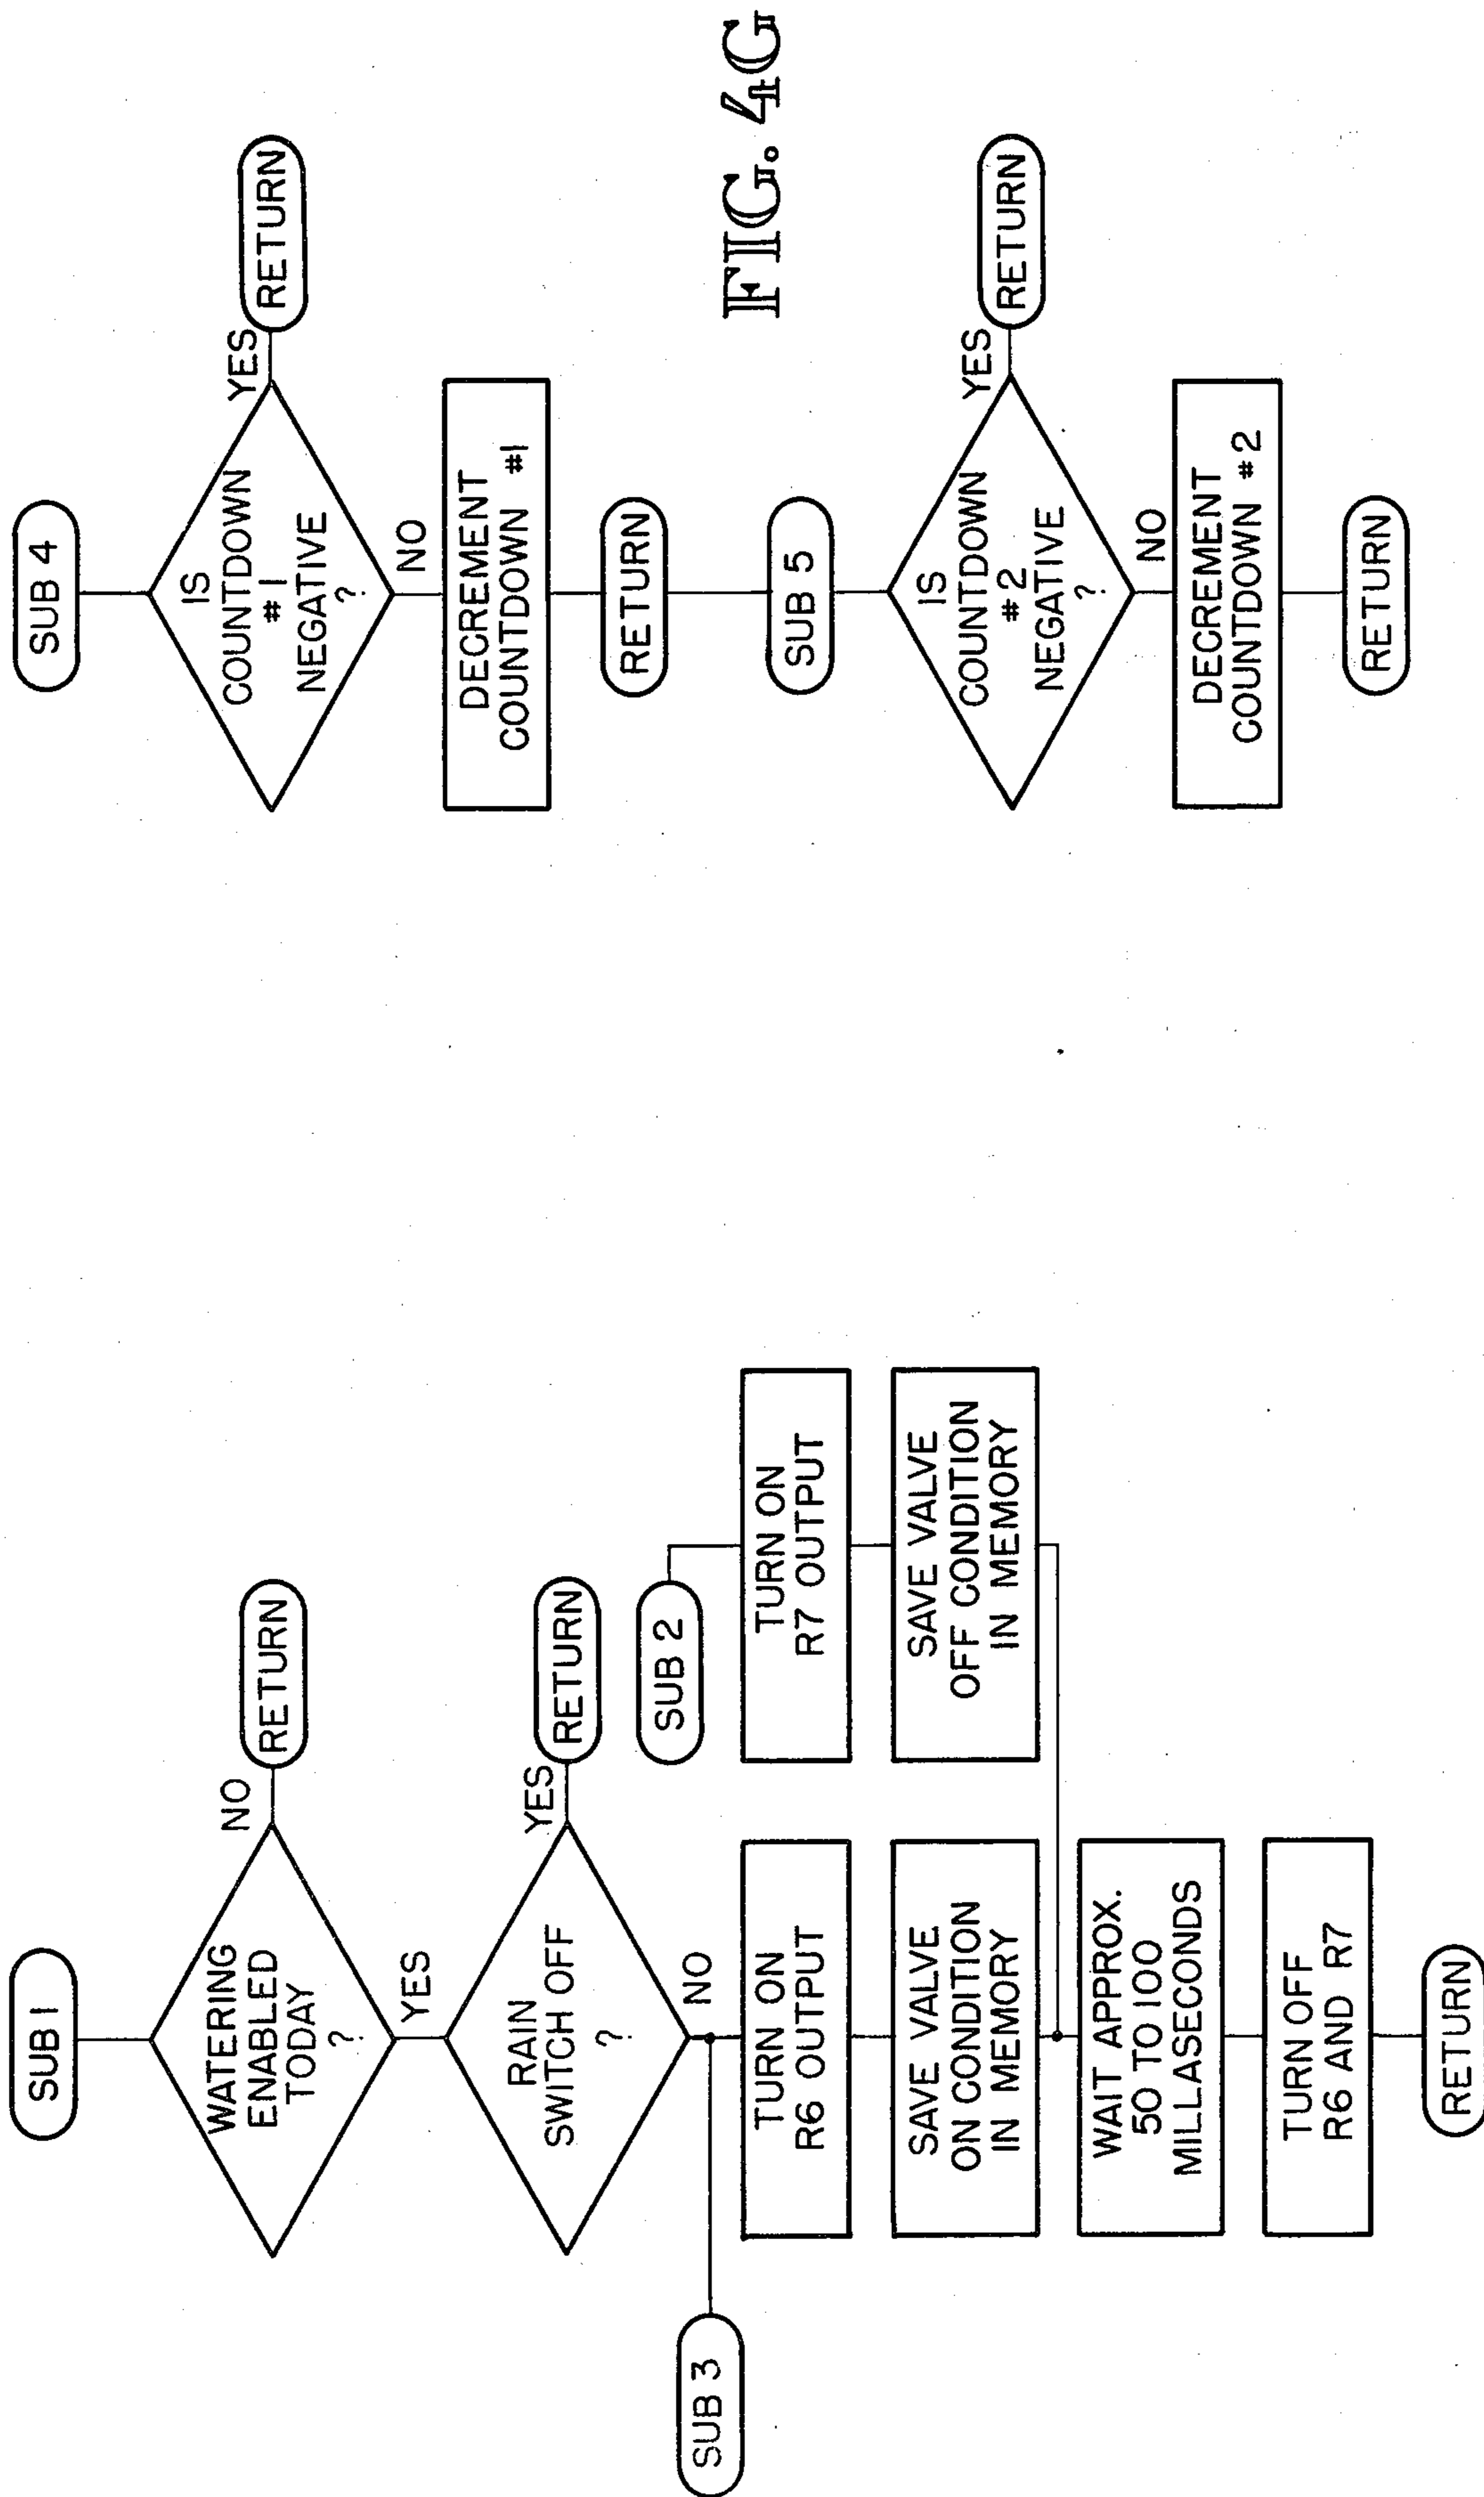 SUB 1
WATERING
ENABLED
TODAY
?
NO
RETURN
YES
RAIN
SWITCH OFF
?
YES
RETURN
NO
SUB 3
SUB 2
TURN ON
R6 OUTPUT
TURN ON
R7 OUTPUT
SAVE VALVE
ON CONDITION
IN MEMORY
SAVE VALVE
OFF CONDITION
IN MEMORY
WAIT APPROX.
50 TO 100
MILLASECONDS
TURN OFF
R6 AND R7
RETURN
SUB 4
IS
COUNTDOWN
#1
NEGATIVE
?
YES
RETURN
NO
DECREMENT
COUNTDOWN #1
RETURN
SUB 5
IS
COUNTDOWN
#2
NEGATIVE
?
YES
RETURN
NO
DECREMENT
COUNTDOWN #2
RETURN
FIG. 4G